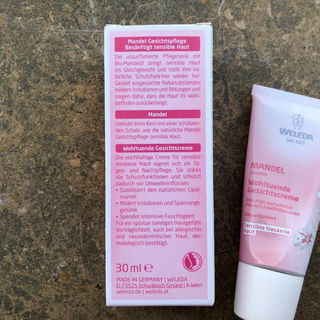 Mandel Gesichtspflege
Besänftigt sensible Haut
Die unparfümierte Pflegeserie mit
Bio-Mandelöl bringt sensible Haut
ins Gleichgewicht und stellt ihre na-
türliche Schutzfunktion wieder her.
Gezielt ausgesuchte Natursubstanzen
mildern Irritationen und Rötungen und
sorgen dafür, dass die Haut ihr Wohl-
befinden zurückerlangt.
Mandel
Umhüllt ihren Kern mit einer schützen-
den Schale, wie die natürliche Mandel
Gesichtspflege sensible Haut.
Wohltuende Gesichtscreme
Die reichhaltige Creme für sensible
trockene Haut eignet sich als Ta-
ges- und Nachtpflege. Sie stärkt
die Schutzfunktionen und schützt
dadurch vor Umwelteinflüssen.
• Stabilisiert den natürlichen Lipid-
mantel
• Mildert Irritationen und Spannungs-
gefühle
• Spendet intensive Feuchtigkeit
Für ein spürbar samtiges Hautgefühl.
Verträglichkeit, auch bei allergischer
und neurodermitischer Haut, der-
matologisch bestätigt.
30 ml e
MADE IN GERMANY | WELEDA
D-73525 Schwäbisch Gmünd | A-Wien
weleda.de | weleda.at
WELEDA
Seit 1921
MANDEL
Wohltuende
Gesichtscreme
Besänftigt und schützt
sensible trockene
Haut